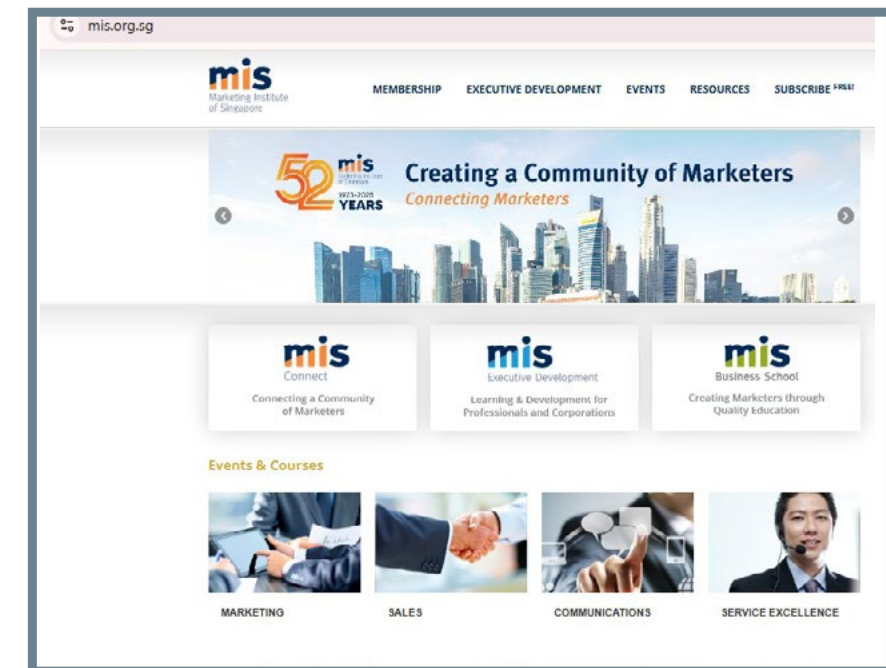 mis.org.sg
mis
Marketing Institute
of Singapore
MEMBERSHIP EXECUTIVE DEVELOPMENT EVENTS RESOURCES SUBSCRIBE FREE!
52
mis
1973-2025
YEARS
Creating a Community of Marketers
Connecting Marketers
mis
Connect
Connecting a Community
of Marketers
mis
Executive Development
Learning & Development for
Professionals and Corporations
mis
Business School
Creating Marketers through
Quality Education
Events & Courses
MARKETING SALES COMMUNICATIONS SERVICE EXCELLENCE